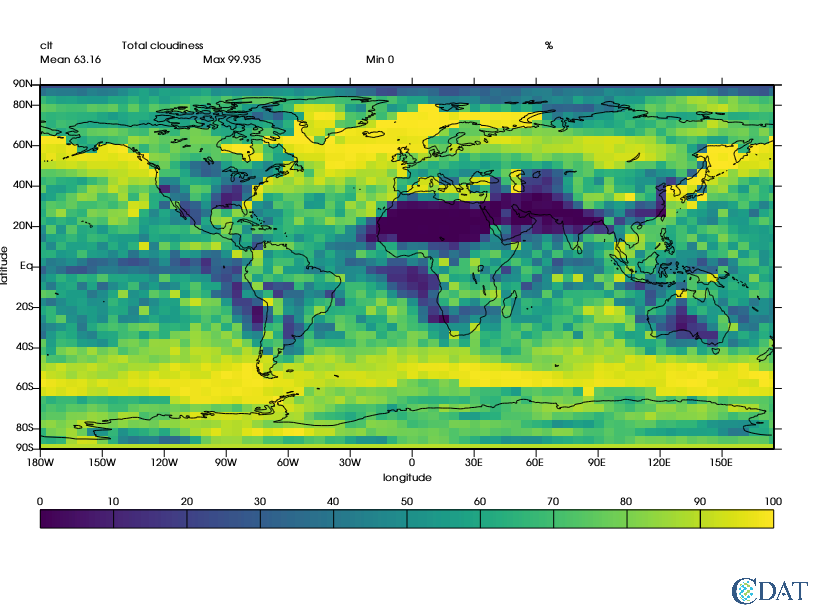 clt Total cloudiness %
Mean 63.16 Max 99.935 Min 0
90N
80N
60N
40N
20N
Eq
20S
40S
60S
80S
90S
latitude
180W 150W 120W 90W 60W 30W 0 30E 60E 90E 120E 150E
longitude
0 10 20 30 40 50 60 70 80 90 100
CDAT